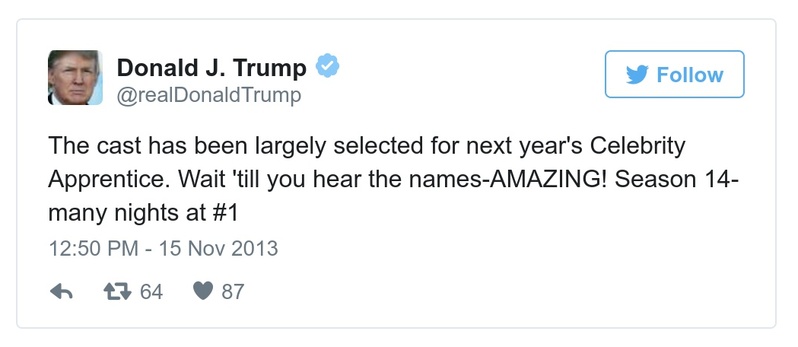 Donald J. Trump
@realDonaldTrump
Follow
The cast has been largely selected for next year's Celebrity
Apprentice. Wait 'till you hear the names-AMAZING! Season 14-
many nights at #1
12:50 PM - 15 Nov 2013
64 87